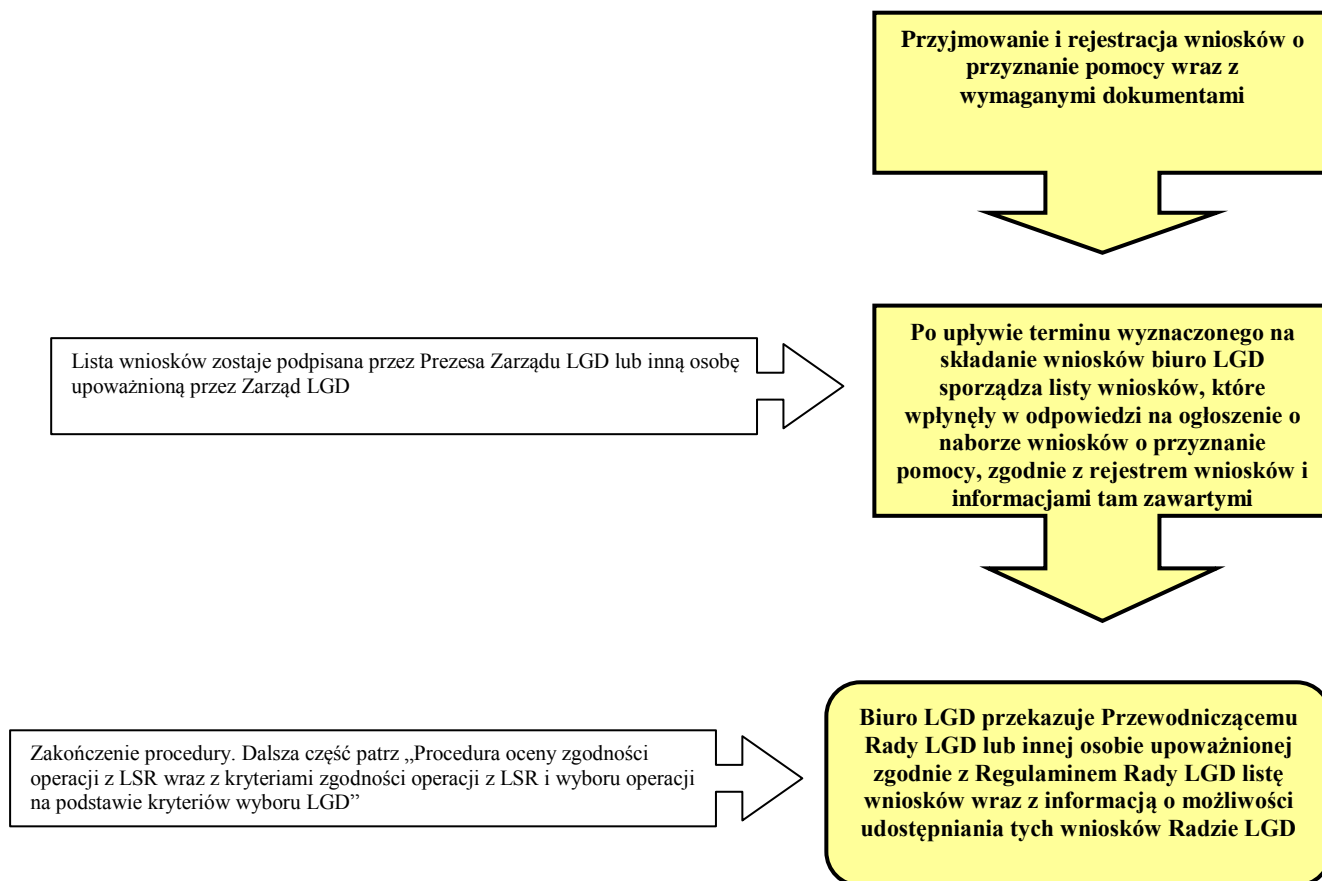 Przyjmowanie i rejestracja wniosków o
przyznanie pomocy wraz z
wymaganymi dokumentami
Lista wniosków zostaje podpisana przez Prezesa Zarządu LGD lub inną osobę
upoważnioną przez Zarząd LGD
Po upływie terminu wyznaczonego na
składanie wniosków biuro LGD
sporządza listy wniosków, które
wpłynęły w odpowiedzi na ogłoszenie o
naborze wniosków o przyznanie
pomocy, zgodnie z rejestrem wniosków i
informacjami tam zawartymi
Zakończenie procedury. Dalsza część patrz „Procedura oceny zgodności
operacji z LSR wraz z kryteriami zgodności operacji z LSR i wyboru operacji
na podstawie kryteriów wyboru LGD”
Biuro LGD przekazuje Przewodniczącemu
Rady LGD lub innej osobie upoważnionej
zgodnie z Regulaminem Rady LGD listę
wniosków wraz z informacją o możliwości
udostępniania tych wniosków Radzie LGD